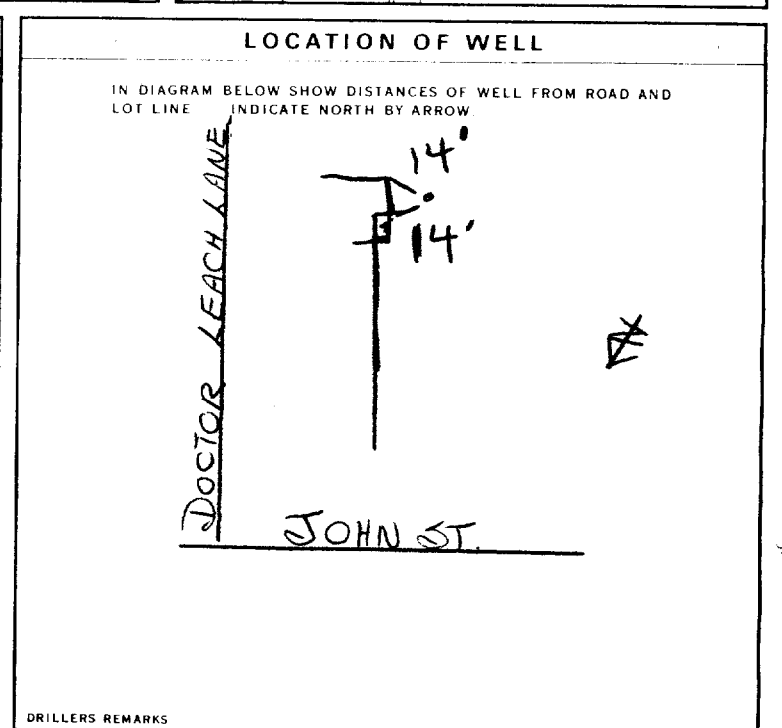 LOCATION OF WELL
IN DIAGRAM BELOW SHOW DISTANCES OF WELL FROM ROAD AND
LOT LINE INDICATE NORTH BY ARROW
14'
14'
DOCTOR LEACH LANE
JOHN ST.
DRILLERS REMARKS